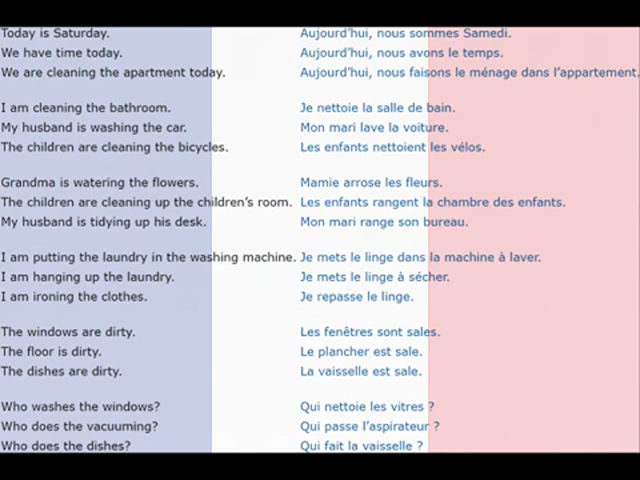 Today is Saturday. Aujourd'hui, nous sommes Samedi.
We have time today. Aujourd'hui, nous avons le temps.
We are cleaning the apartment today. Aujourd'hui, nous faisons le ménage dans l'appartement.
I am cleaning the bathroom. Je nettoie la salle de bain.
My husband is washing the car. Mon mari lave la voiture.
The children are cleaning the bicycles. Les enfants nettoient les vélos.
Grandma is watering the flowers. Mamie arrose les fleurs.
The children are cleaning up the children's room. Les enfants rangent la chambre des enfants.
My husband is tidying up his desk. Mon mari range son bureau.
I am putting the laundry in the washing machine. Je mets le linge dans la machine à laver.
I am hanging up the laundry. Je mets le linge à sécher.
I am ironing the clothes. Je repasse le linge.
The windows are dirty. Les fenêtres sont sales.
The floor is dirty. Le plancher est sale.
The dishes are dirty. La vaisselle est sale.
Who washes the windows? Qui nettoie les vitres ?
Who does the vacuuming? Qui passe l'aspirateur ?
Who does the dishes? Qui fait la vaisselle ?